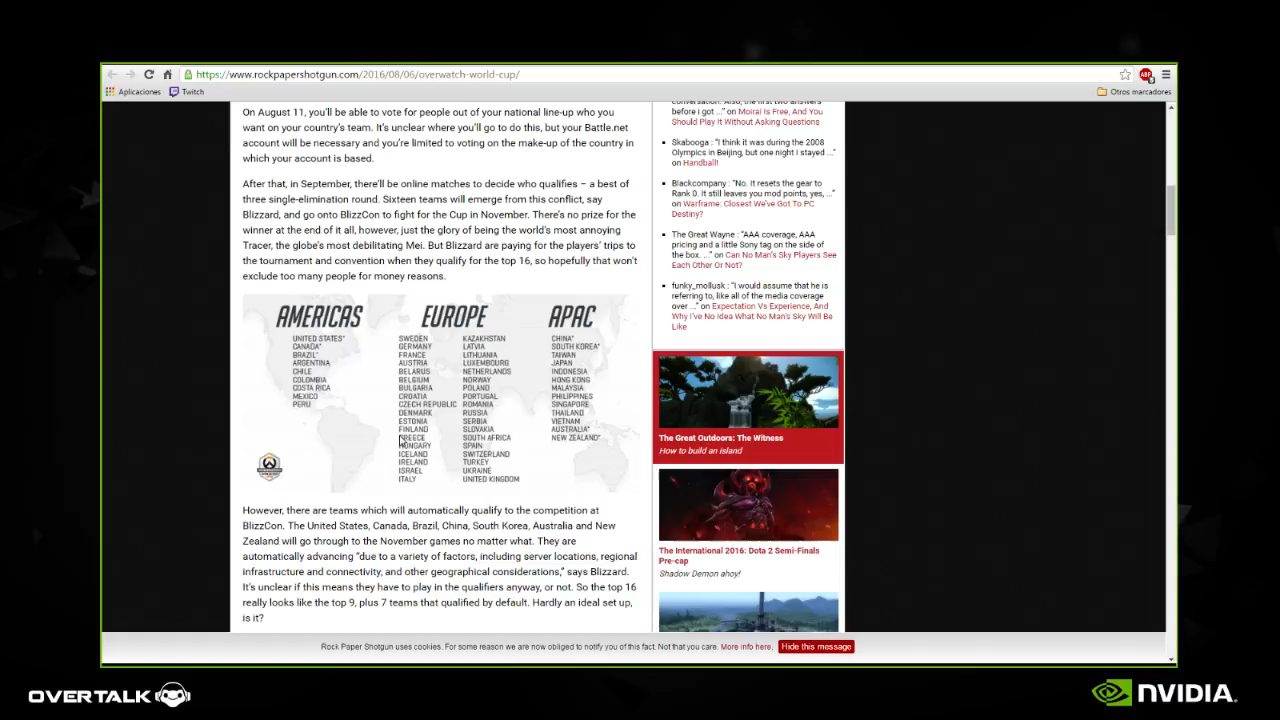 https://www.rockpapershotgun.com/2016/08/06/overwatch-world-cup/
Aplicaciones
Twitch
Otros marcadores
On August 11, you'll be able to vote for people out of your national line-up who you
want on your country's team. It's unclear where you'll go to do this, but your Battle.net
account will be necessary and you're limited to voting on the make-up of the country in
which your account is based.
After that, in September, there'll be online matches to decide who qualifies – a best of
three single-elimination round. Sixteen teams will emerge from this conflict, say
Blizzard, and go onto BlizzCon to fight for the Cup in November. There's no prize for the
winner at the end of it all, however, just the glory of being the world's most annoying
Tracer, the globe's most debilitating Mei. But Blizzard are paying for the players' trips to
the tournament and convention when they qualify for the top 16, so hopefully that won't
exclude too many people for money reasons.
AMERICAS
UNITED STATES*
CANADA*
BRAZIL*
ARGENTINA
CHILE
COLOMBIA
COSTA RICA
MEXICO
PERU
EUROPE
SWEDEN
GERMANY
FRANCE
AUSTRIA
BELARUS
BELGIUM
BULGARIA
CROATIA
CZECH REPUBLIC
DENMARK
ESTONIA
FINLAND
GREECE
HUNGARY
ICELAND
IRELAND
ISRAEL
ITALY
KAZAKHSTAN
LATVIA
LITHUANIA
LUXEMBOURG
NETHERLANDS
NORWAY
POLAND
PORTUGAL
ROMANIA
RUSSIA
SERBIA
SLOVAKIA
SOUTH AFRICA
SPAIN
SWITZERLAND
TURKEY
UKRAINE
UNITED KINGDOM
APAC
CHINA*
SOUTH KOREA*
TAIWAN
JAPAN
INDONESIA
HONG KONG
MALAYSIA
PHILIPPINES
SINGAPORE
THAILAND
VIETNAM
AUSTRALIA*
NEW ZEALAND*
However, there are teams which will automatically qualify to the competition at
BlizzCon. The United States, Canada, Brazil, China, South Korea, Australia and New
Zealand will go through to the November games no matter what. They are
automatically advancing "due to a variety of factors, including server locations, regional
infrastructure and connectivity, and other geographical considerations," says Blizzard.
It's unclear if this means they have to play in the qualifiers anyway, or not. So the top 16
really looks like the top 9, plus 7 teams that qualified by default. Hardly an ideal set up,
is it?
conversation. Also, the first two answers
before i got ..." on Moirai Is Free, And You
Should Play It Without Asking Questions
Skabooga : "I think it was during the 2008
Olympics in Beijing, but one night I stayed ..."
on Handball!
Blackcompany : "No. It resets the gear to
Rank 0. It still leaves you mod points, yes, ..."
on Warframe: Closest We've Got To PC
Destiny?
The Great Wayne : "AAA coverage, AAA
pricing and a little Sony tag on the side of
the box. ..." on Can No Man's Sky Players See
Each Other Or Not?
funky_mollusk : "I would assume that he is
referring to, like all of the media coverage
over ..." on Expectation Vs Experience, And
Why I've No Idea What No Man's Sky Will Be
Like
The Great Outdoors: The Witness
How to build an island
The International 2016: Dota 2 Semi-Finals
Pre-cap
Shadow Demon ahoy!
Rock Paper Shotgun uses cookies. For some reason we are now obliged to notify you of this fact. Not that you care. More info here. Hide this message
OVERTALK
NVIDIA.